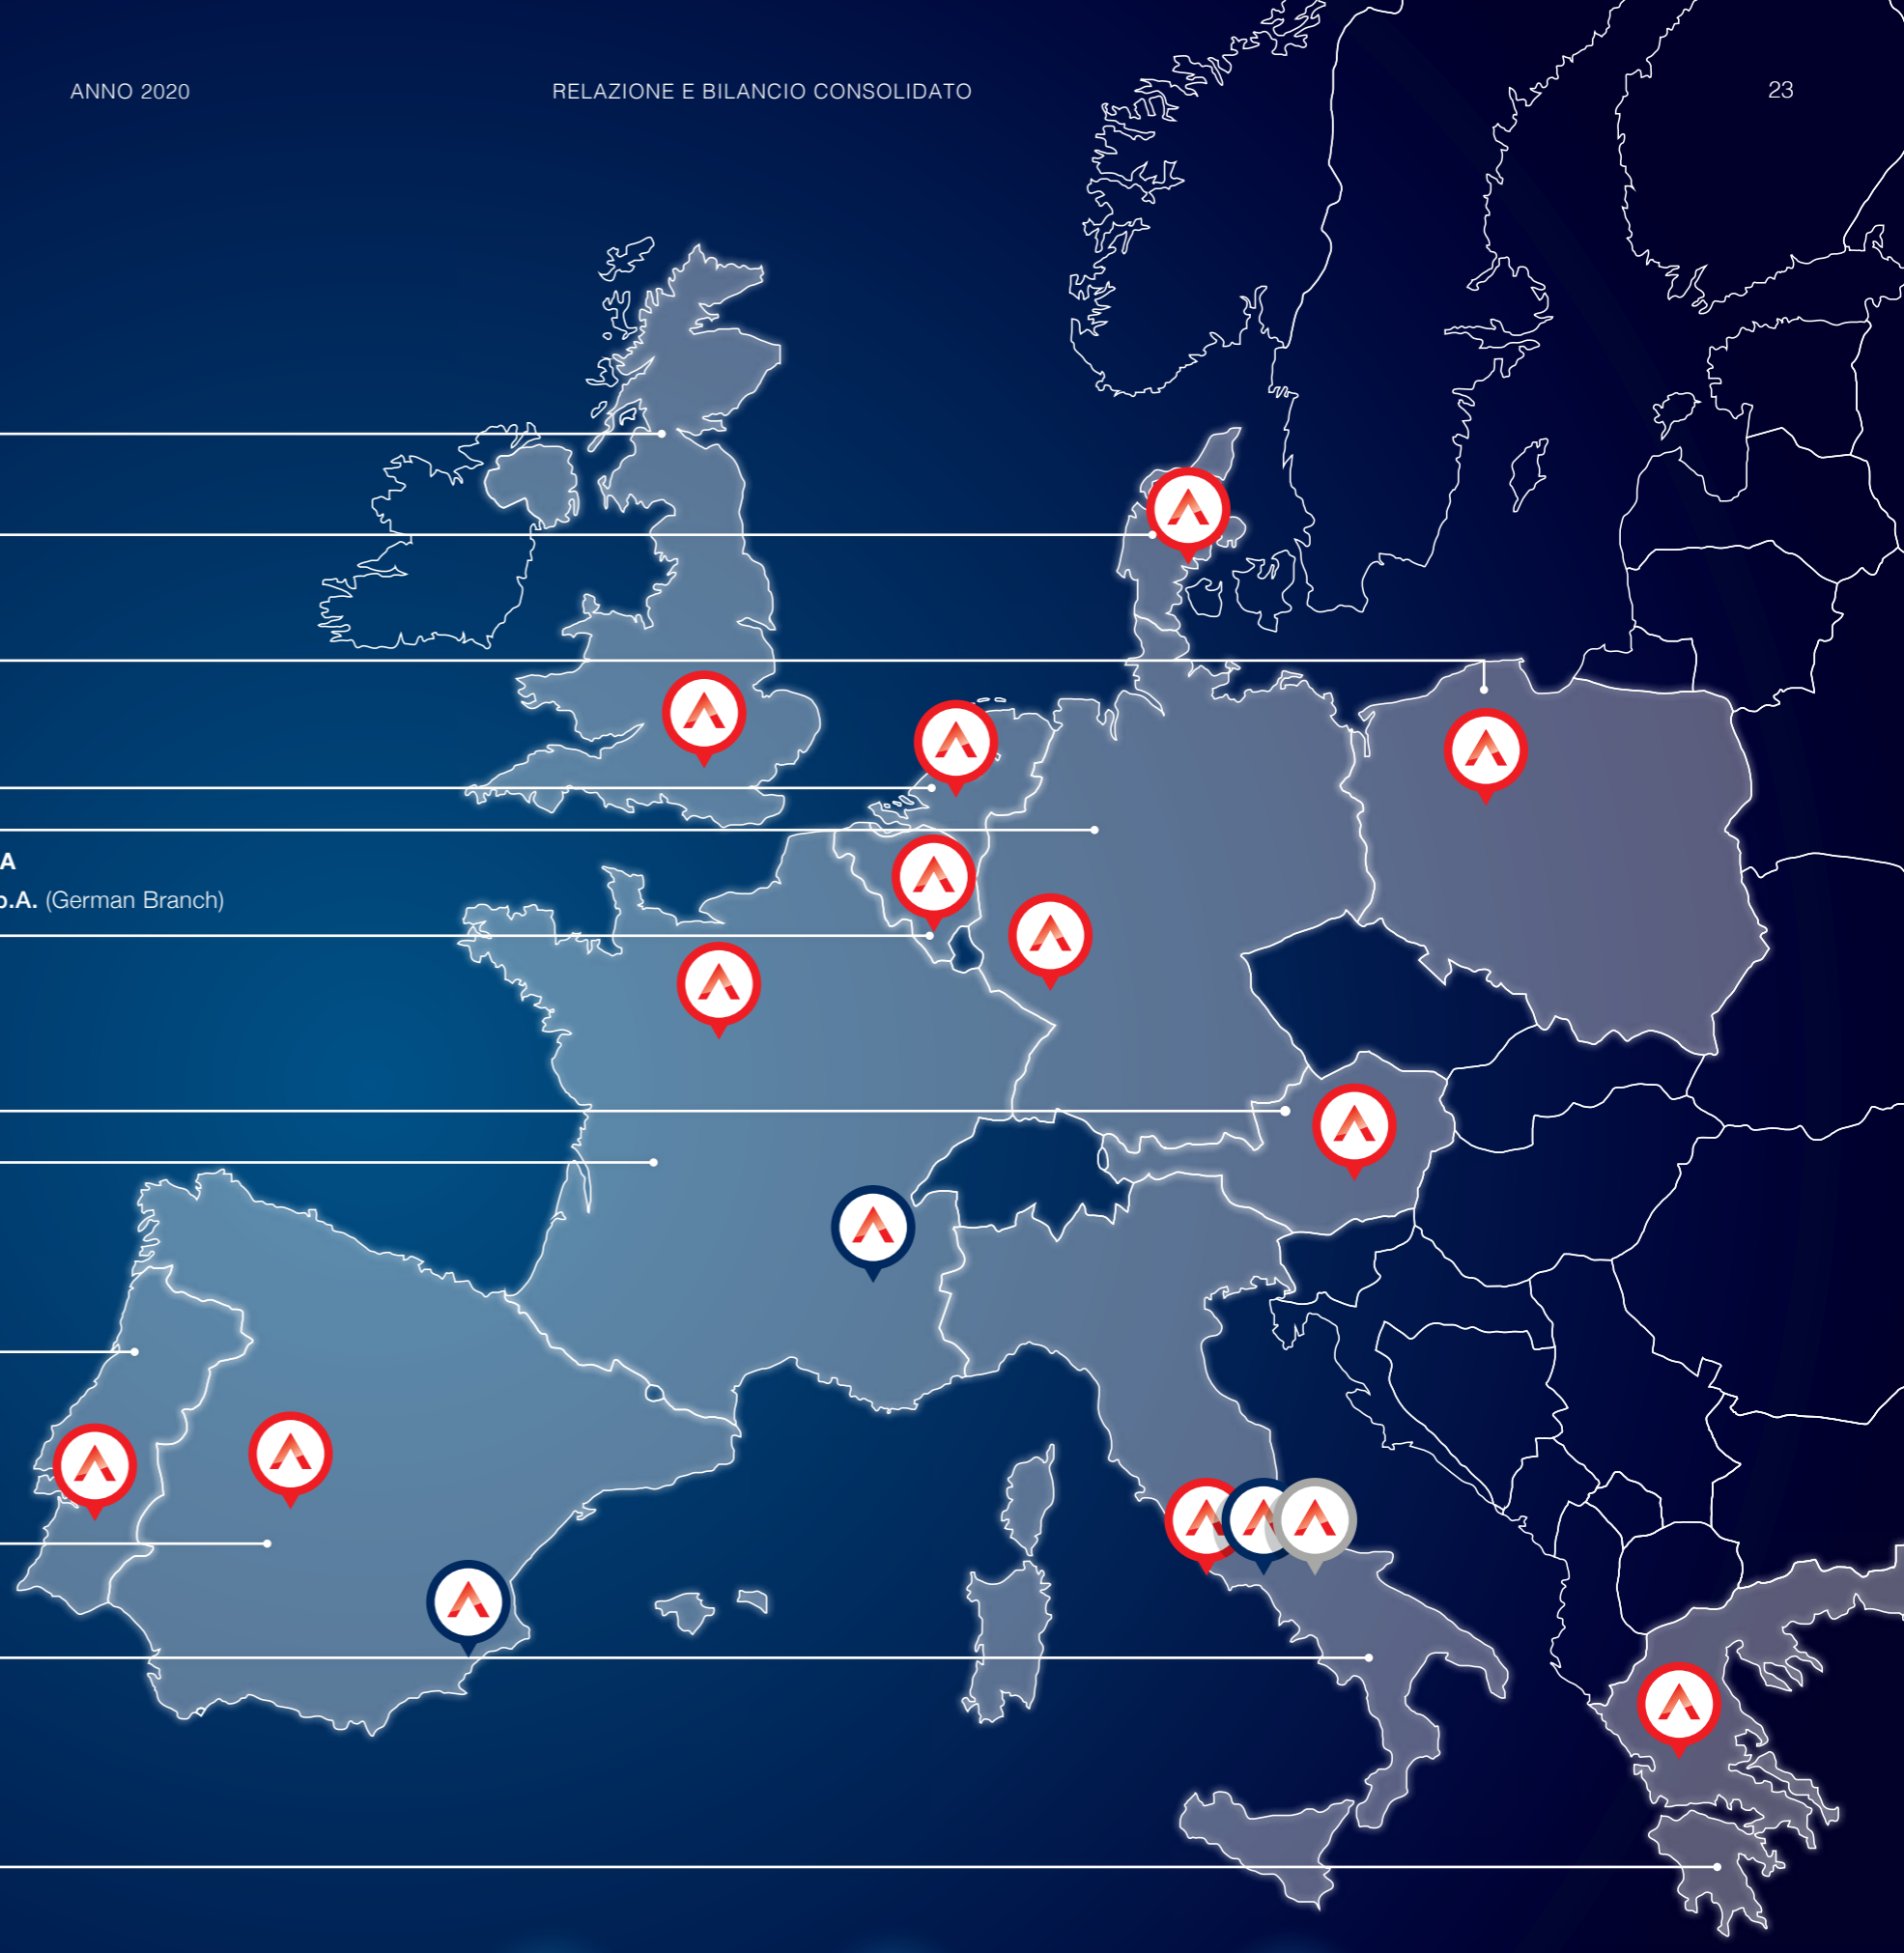 ANNO 2020
RELAZIONE E BILANCIO CONSOLIDATO
23
A
p.A. (German Branch)